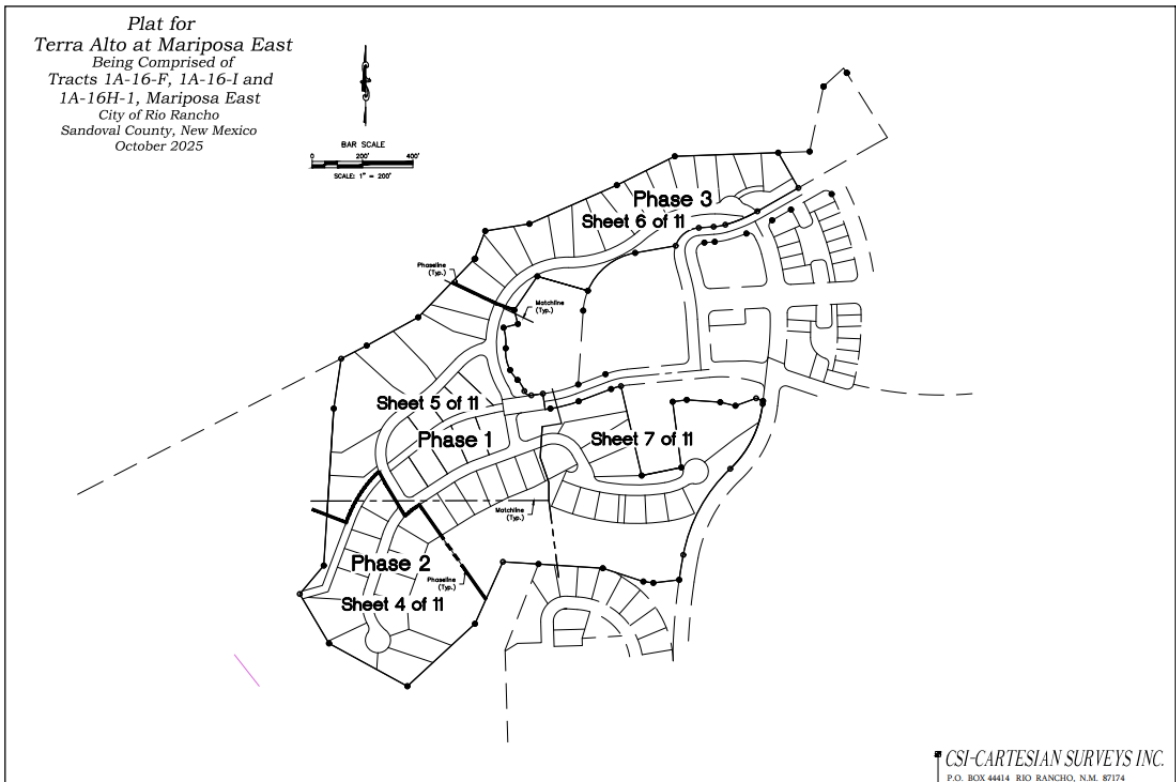 Plat for
Terra Alto at Mariposa East
Being Comprised of
Tracts 1A-16-F, 1A-16-I and
1A-16H-1, Mariposa East
City of Rio Rancho
Sandoval County, New Mexico
October 2025
BAR SCALE
0 200' 400'
SCALE: 1" = 200'
Phase 3
Sheet 6 of 11
Phaseline
(Typ.)
Matchline
(Typ.)
Sheet 5 of 11
Phase 1
Sheet 7 of 11
Matchline
(Typ.)
Phase 2
Phaseline
(Typ.)
Sheet 4 of 11
CSI-CARTESIAN SURVEYS INC.
P.O. BOX 44414 RIO RANCHO, N.M. 87174